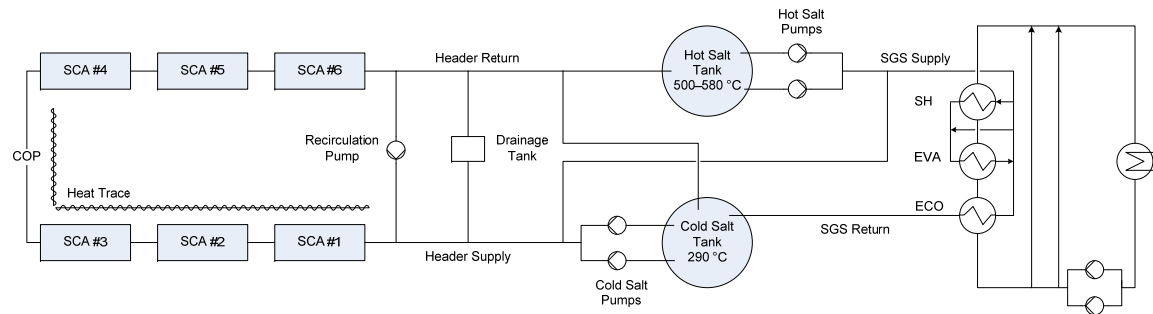 Hot Salt
Pumps
SCA #4
SCA #5
SCA #6
Header Return
Hot Salt
Tank
500–580 °C
SGS Supply
SH
COP
Recirculation
Pump
Drainage
Tank
EVA
Heat Trace
ECO
SCA #3
SCA #2
SCA #1
Header Supply
Cold Salt
Tank
290 °C
SGS Return
Cold Salt
Pumps